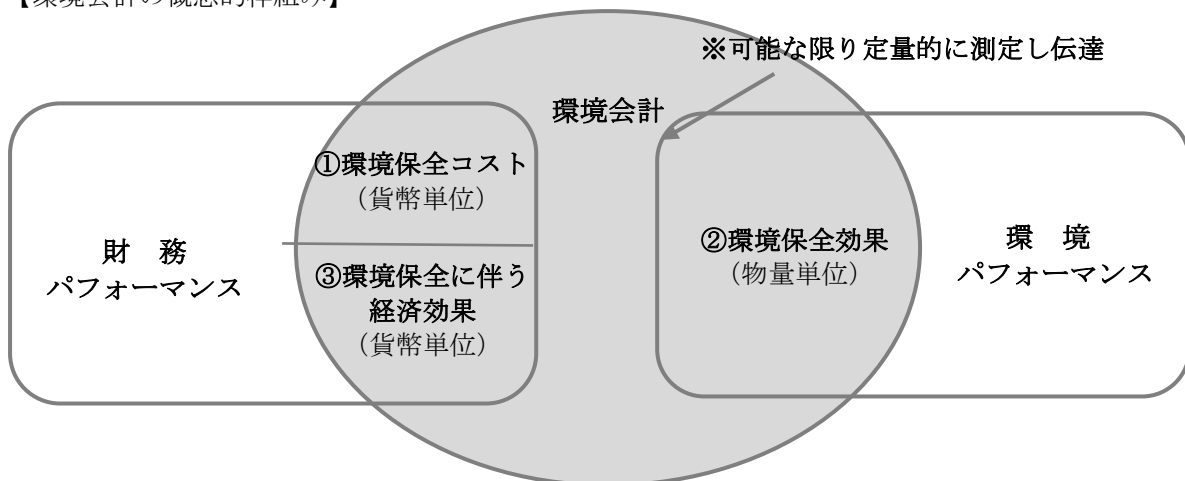 【環境会計の概念的枠組み】
※可能な限り定量的に測定し伝達
環境会計
①環境保全コスト
（貨幣単位）
財　務
パフォーマンス
③環境保全に伴う
経済効果
（貨幣単位）
②環境保全効果
（物量単位）
環　境
パフォーマンス